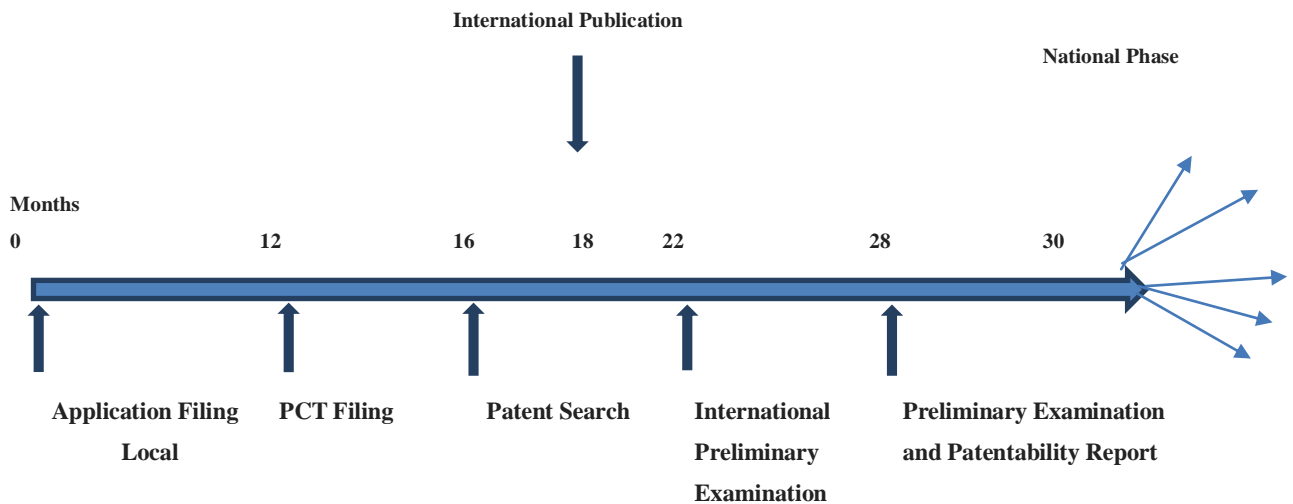 International Publication
National Phase
Months
0 12 16 18 22 28 30
Application Filing PCT Filing Patent Search International Preliminary Examination
Local Preliminary and Patentability Report
Examination